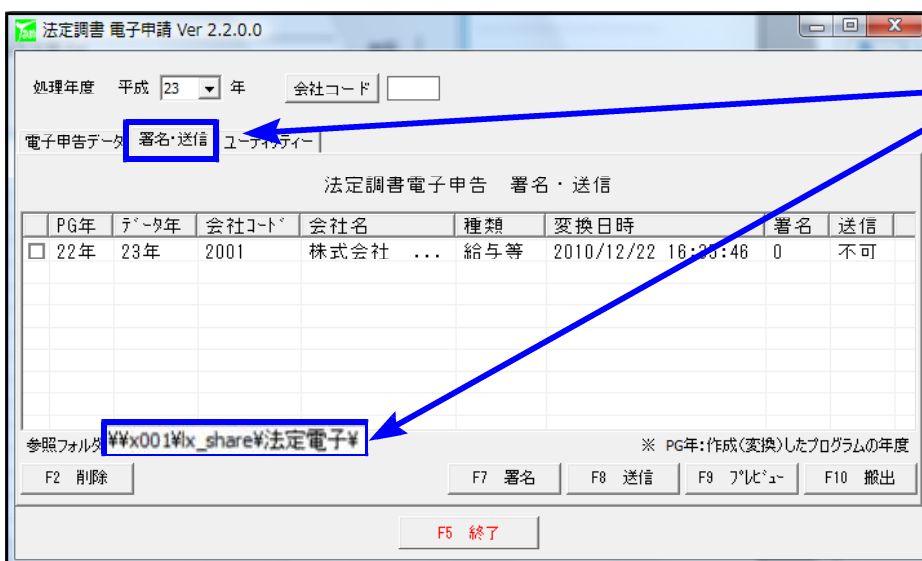 法定調書 電子申請 Ver 2.2.0.0
処理年度 平成 23 年 会社コード
電子申告データ 署名・送信 ユーティリティー
法定調書電子申告 署名・送信
PG年 データ年 会社コード 会社名 種類 変換日時 署名 送信
22年 23年 2001 株式会社 ... 給与等 2010/12/22 16:35:46 0 不可
参照フォルダ ¥¥x001¥lx_share¥法定電子¥ ※ PG年:作成(変換)したプログラムの年度
F2 削除 F7 署名 F8 送信 F9 プレビュー F10 搬出
F5 終了